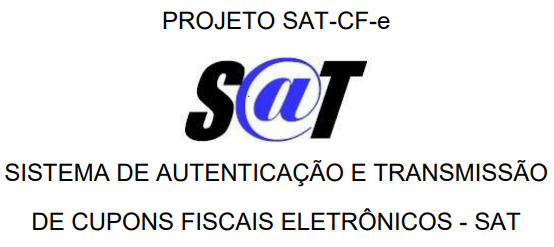 PROJETO SAT-CF-e
S@T
SISTEMA DE AUTENTICAÇÃO E TRANSMISSÃO
DE CUPONS FISCAIS ELETRÔNICOS - SAT